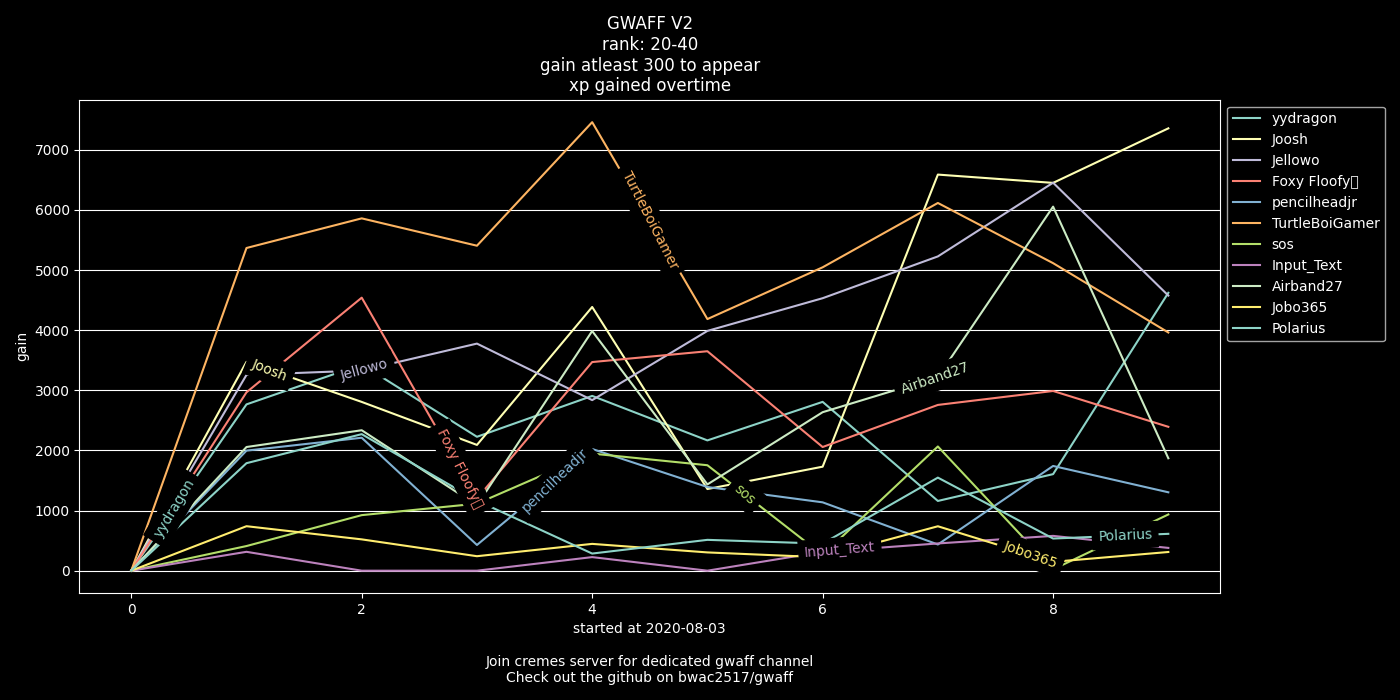 GWAFF V2
rank: 20-40
gain atleast 300 to appear
xp gained overtime
yydragon
Joosh
Jellowo
Foxy Floofy
pencilheadjr
TurtleBoiGamer
sos
Input_Text
Airband27
Jobo365
Polarius
gain
7000
6000
5000
4000
3000
2000
1000
0
yydragon
Joosh
Jellowo
Foxy Floofy
pencilheadjr
TurtleBoiGamer
sos
Input_Text
Airband27
Jobo365
Polarius
0 2 4 6 8
started at 2020-08-03
Join cremes server for dedicated gwaff channel
Check out the github on bwac2517/gwaff